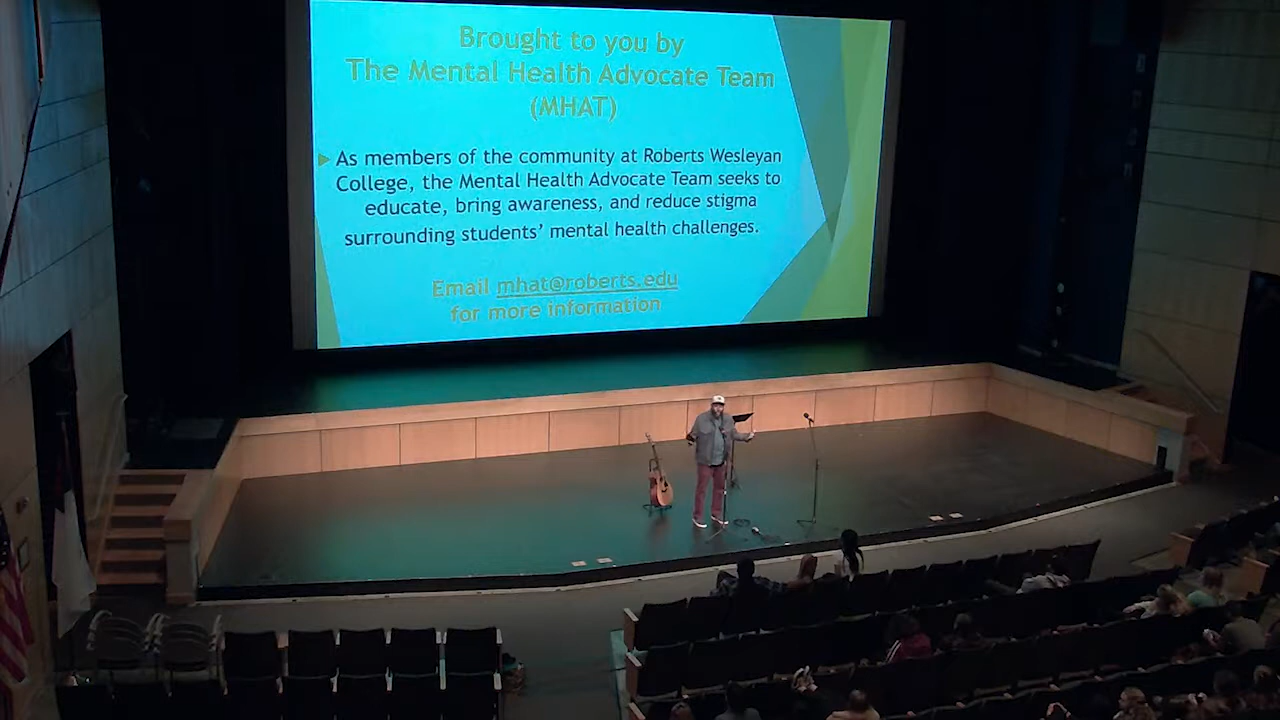 Brought to you by
The Mental Health Advocate Team
(MHAT)
As members of the community at Roberts Wesleyan
College, the Mental Health Advocate Team seeks to
educate, bring awareness, and reduce stigma
surrounding students’ mental health challenges.
Email mhat@roberts.edu
for more information